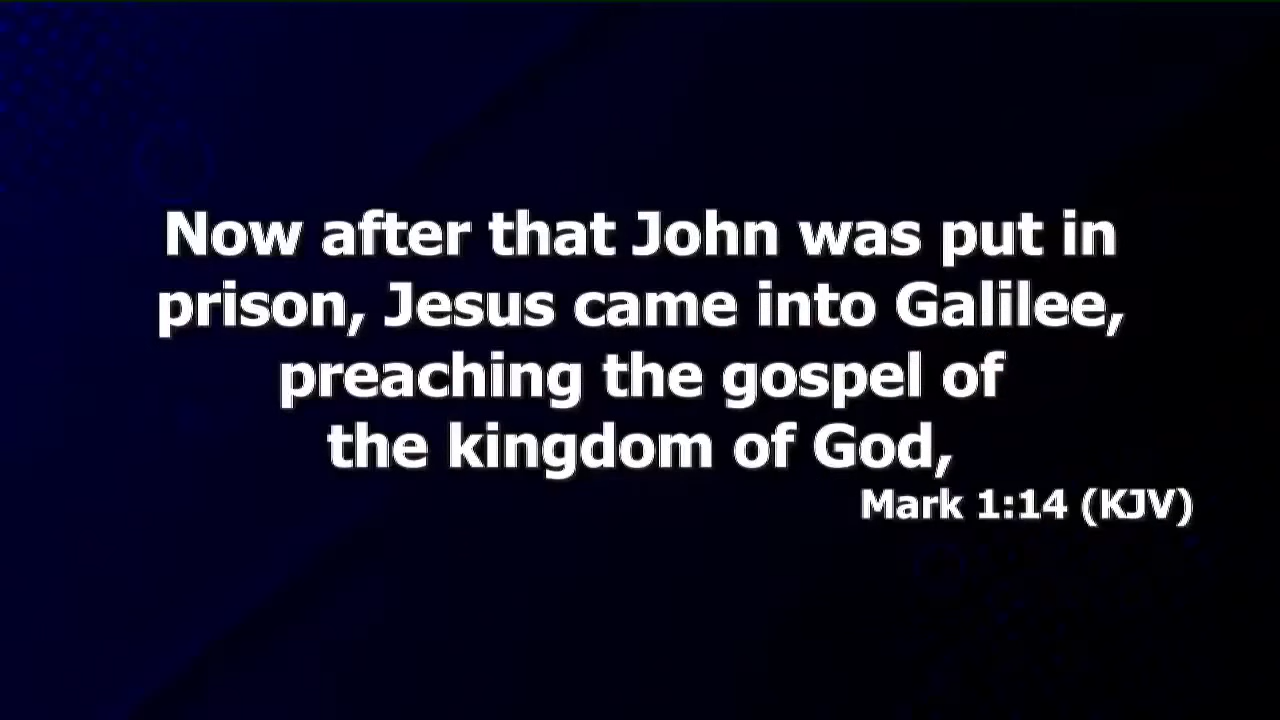 Now after that John was put in
prison, Jesus came into Galilee,
preaching the gospel of
the kingdom of God,
Mark 1:14 (KJV)